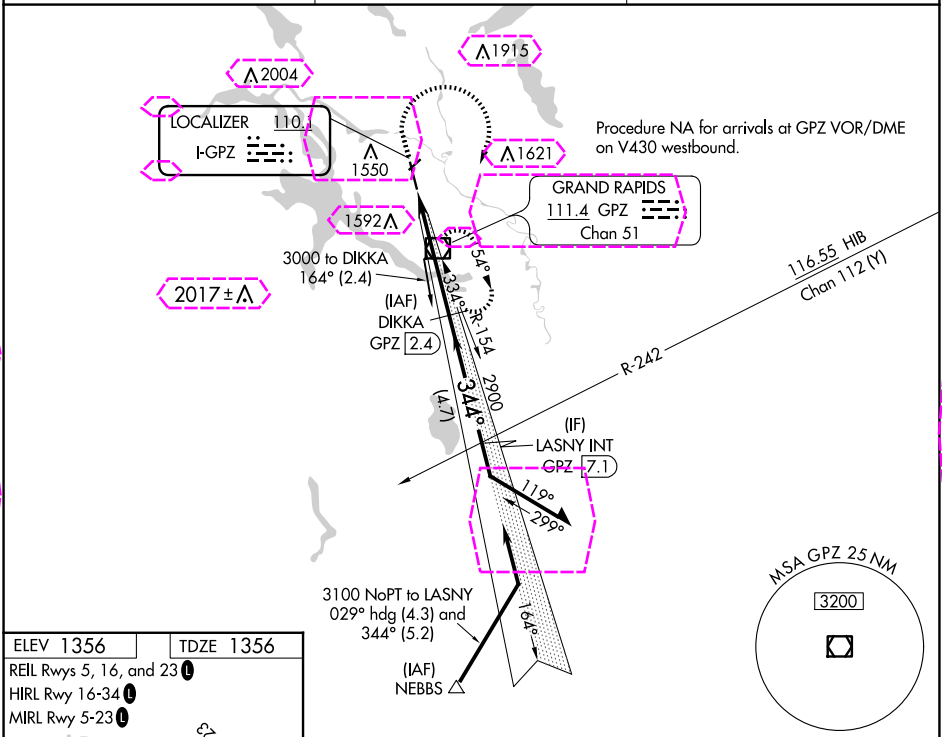 1915
2004
LOCALIZER 110.1
I-GPZ
1550
1621
Procedure NA for arrivals at GPZ VOR/DME
on V430 westbound.
GRAND RAPIDS
111.4 GPZ
Chan 51
1592
3000 to DIKKA
164° (2.4)
2017±
(IAF)
DIKKA
GPZ 2.4
334°
R-154
154°
116.55 HIB
Chan 112 (Y)
R-242
2900
344°
(4.7)
(IF)
LASNY INT
GPZ 7.1
119°
299°
3100 NoPT to LASNY
029° hdg (4.3) and
344° (5.2)
164°
(IAF)
NEBBS
MSA GPZ 25 NM
3200
ELEV 1356 TDZE 1356
REIL Rwys 5, 16, and 23 L
HIRL Rwy 16-34 L
MIRL Rwy 5-23 L
23